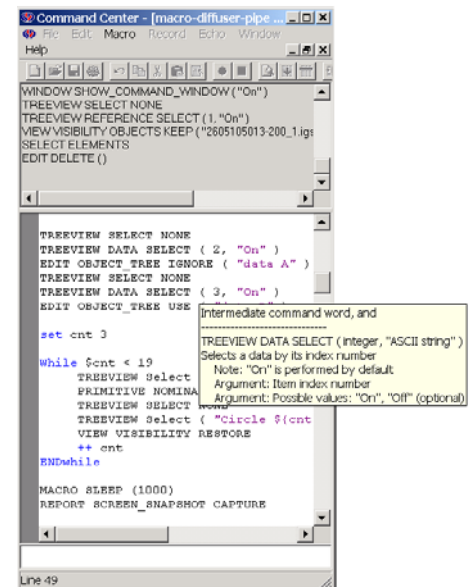 Command Center - [macro-diffuser-pipe ...
File Edit Macro Record Echo Window
Help
WINDOW SHOW_COMMAND_WINDOW ("On")
TREEVIEW SELECT NONE
TREEVIEW REFERENCE SELECT (1, "On")
VIEW VISIBILITY OBJECTS KEEP ("2605105013-200_1.igs
SELECT ELEMENTS
EDIT DELETE ()
TREEVIEW SELECT NONE
TREEVIEW DATA SELECT ( 2, "On" )
EDIT OBJECT_TREE IGNORE ( "data A" )
TREEVIEW SELECT NONE
TREEVIEW DATA SELECT ( 3, "On" )
EDIT OBJECT_TREE USE
Intermediate command word, and
------------------------------
TREEVIEW DATA SELECT ( integer, "ASCII string" )
Selects a data by its index number
Note: "On" is performed by default
Argument: Item index number
Argument: Possible values: "On", "Off" (optional)
set cnt 3
While $cnt < 19
TREEVIEW Select
PRIMITIVE NOMINA
TREEVIEW SELECT NONE
TREEVIEW Select ( "Circle ${cnt
VIEW VISIBILITY RESTORE
++ cnt
ENDwhile
MACRO SLEEP (1000)
REPORT SCREEN_SNAPSHOT CAPTURE
Line 49